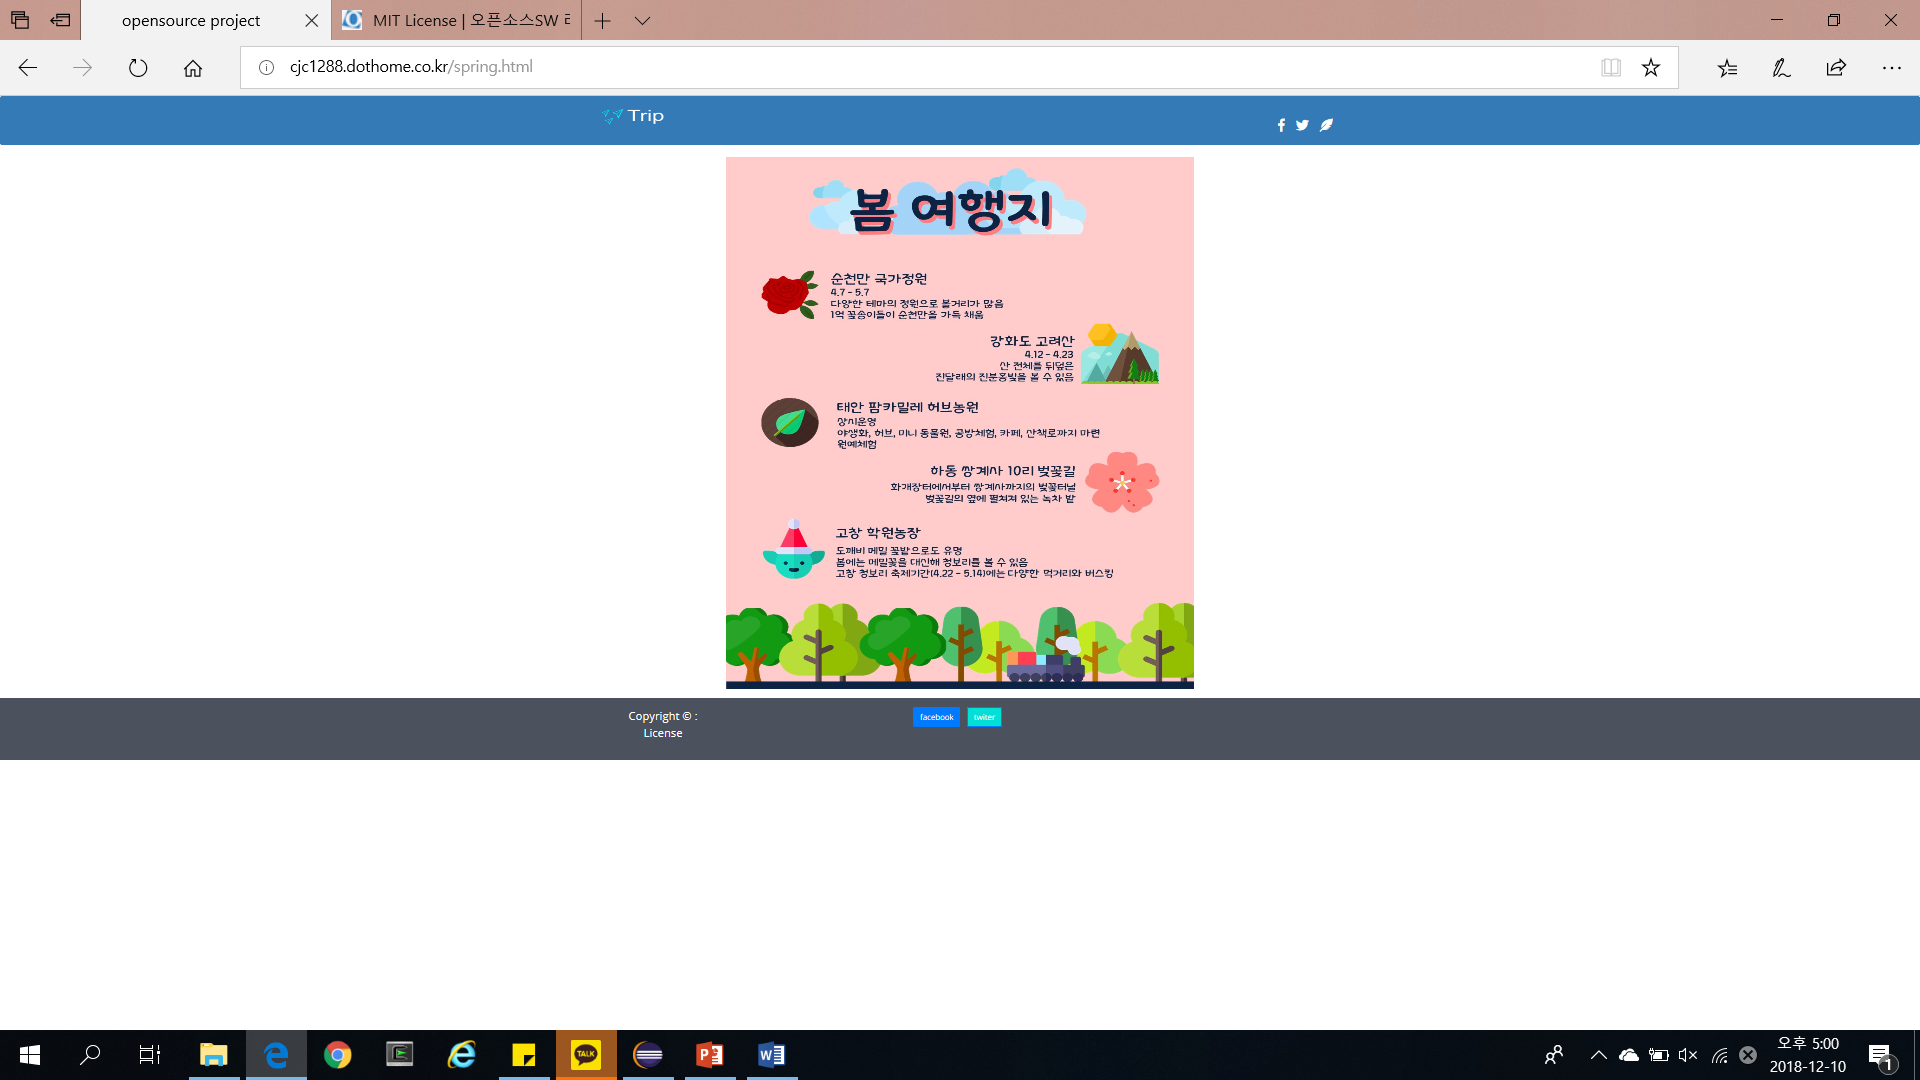 opensource project
MIT License | 오픈소스SW
cjc1288.dothome.co.kr/spring.html
Trip
봄 여행지
순천만 국가정원
4.7 - 5.7
다양한 테마의 정원으로 볼거리가 많음
1억 꽃송이들이 순천만을 가득 채움
강화도 고려산
4.12 - 4.23
산 전체를 뒤덮은
진달래의 진분홍빛을 볼 수 있음
태안 팜카밀레 허브농원
상시운영
야생화, 허브, 미니 동물원, 공방체험, 카페, 산책로까지 마련
원예체험
하동 쌍계사 10리 벚꽃길
화개장터에서부터 쌍계사까지의 벚꽃터널
벚꽃길의 옆에 펼쳐져 있는 녹차 밭
고창 학원농장
도깨비 메밀 꽃밭으로도 유명
봄에는 메밀꽃을 대신해 청보리를 볼 수 있음
고창 청보리 축제기간(4.22 - 5.14)에는 다양한 먹거리와 버스킹
Copyright © :
License
facebook
twiter
TALK
오후 5:00
2018-12-10
1